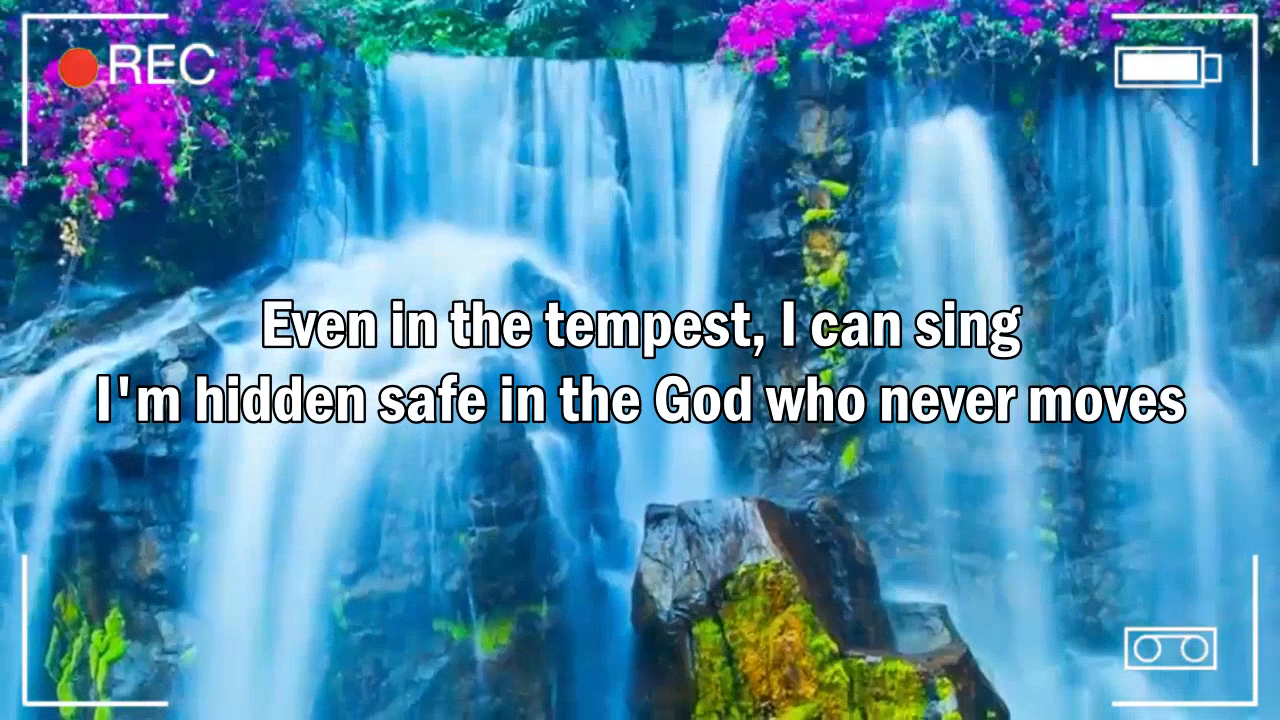 REC
Even in the tempest, I can sing
I'm hidden safe in the God who never moves